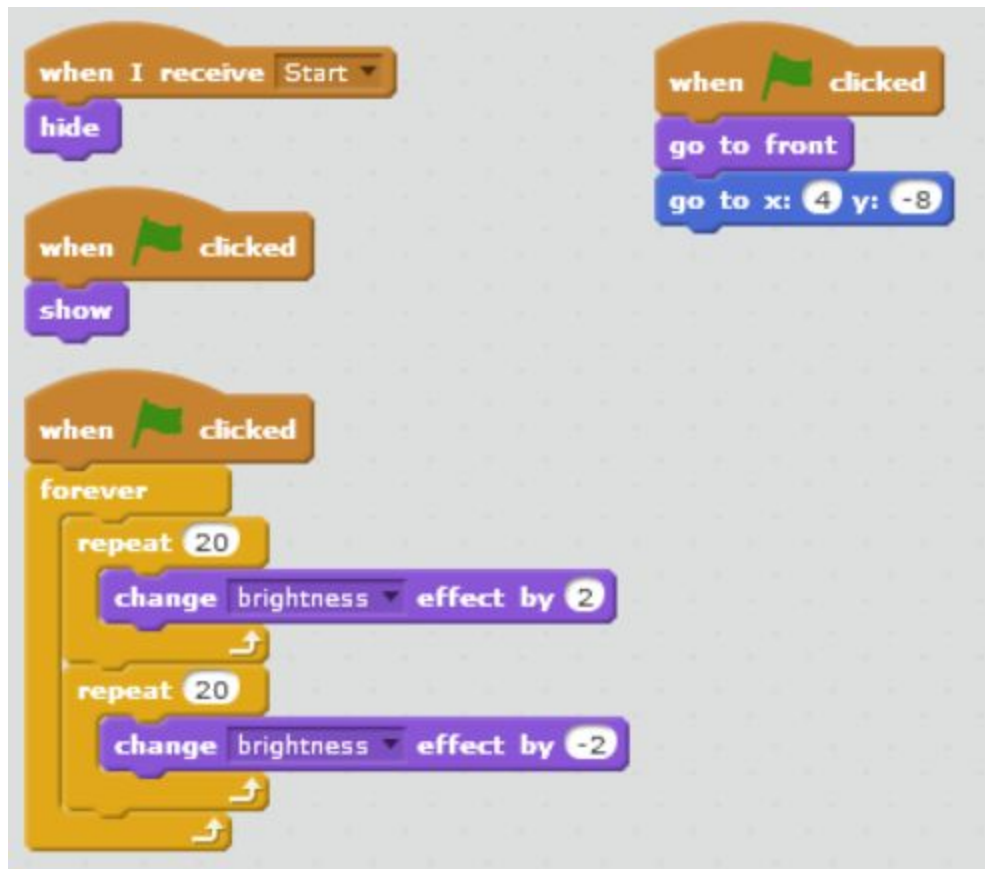 when I receive Start
hide
when clicked
show
when clicked
forever
repeat 20
change brightness effect by 2
repeat 20
change brightness effect by -2
when clicked
go to front
go to x: 4 y: -8